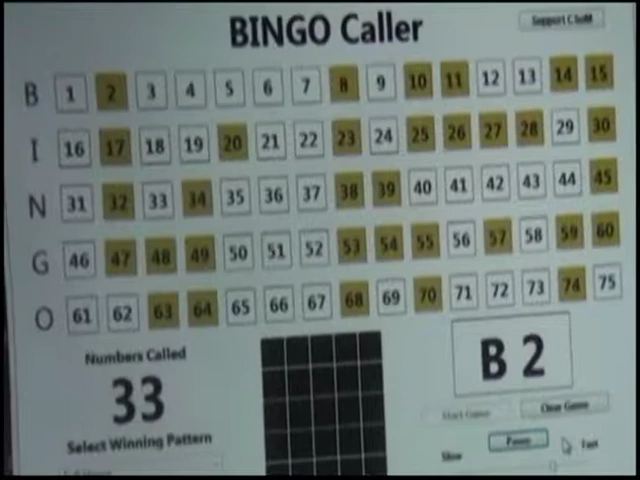 BINGO Caller
Support CforM
B 1 2 3 4 5 6 7 8 9 10 11 12 13 14 15
I 16 17 18 19 20 21 22 23 24 25 26 27 28 29 30
N 31 32 33 34 35 36 37 38 39 40 41 42 43 44 45
G 46 47 48 49 50 51 52 53 54 55 56 57 58 59 60
O 61 62 63 64 65 66 67 68 69 70 71 72 73 74 75
Numbers Called
33
B 2
Start Game
Clear Game
Select Winning Pattern
Pause
Slow
Fast